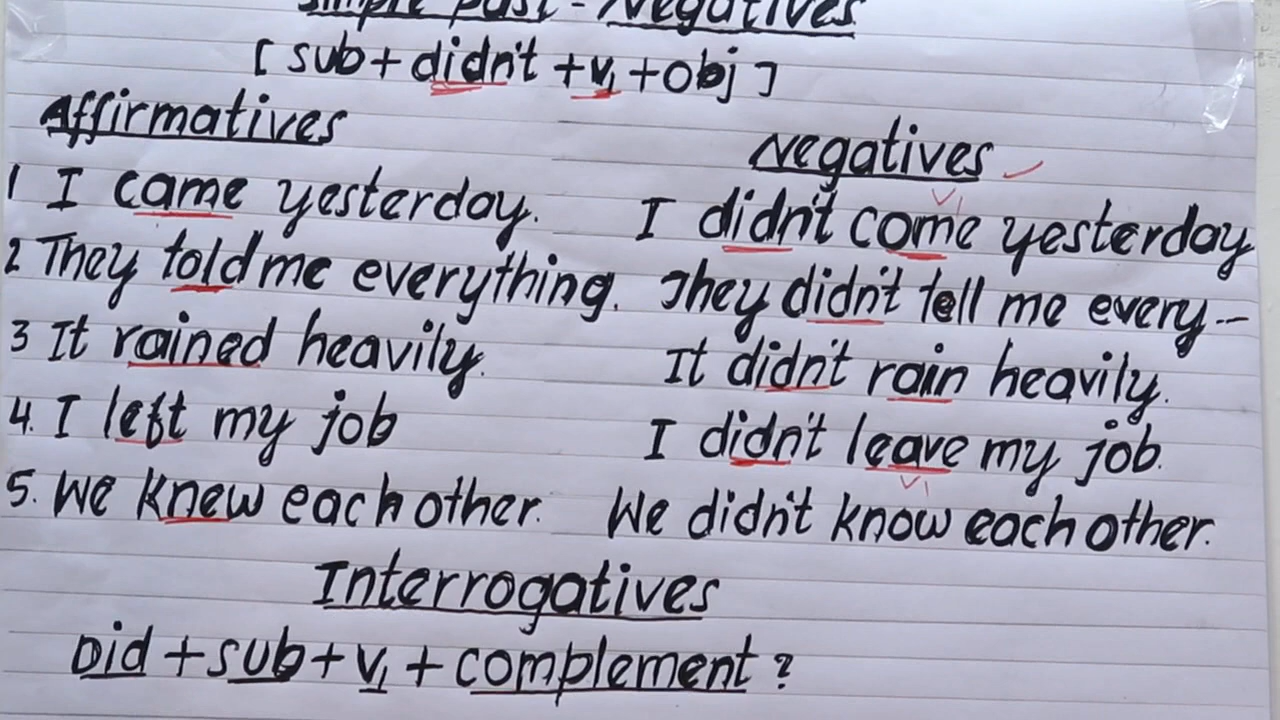 Simple Past - Negatives
[ sub + didn't + V1 + obj ]
Affirmatives
Negatives
1 I came yesterday. I didn't come yesterday
V1
2 They told me everything. They didn't tell me every--
3 It rained heavily. It didn't rain heavily.
4. I left my job I didn't leave my job.
V1
5. We knew each other. We didn't know each other.
Interrogatives
Did + sub + V1 + complement ?